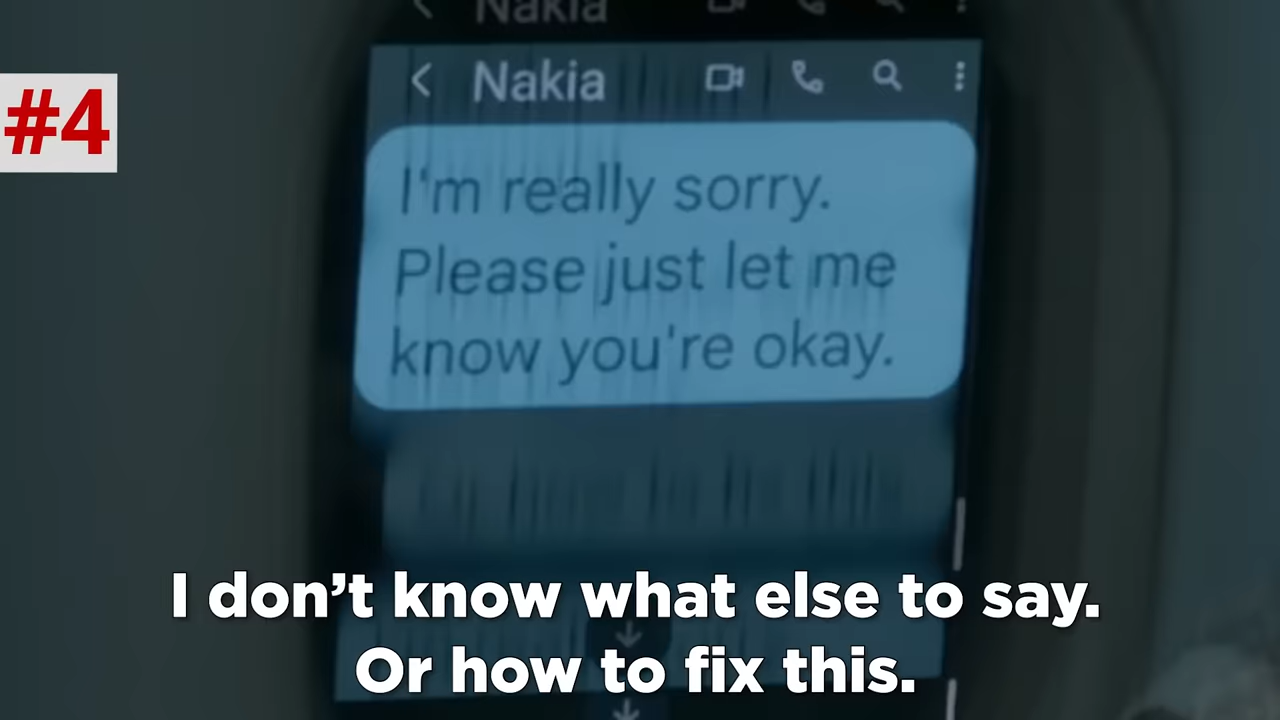 Nakia
#4
Nakia
I'm really sorry.
Please just let me
know you're okay.
I don't know what else to say.
Or how to fix this.